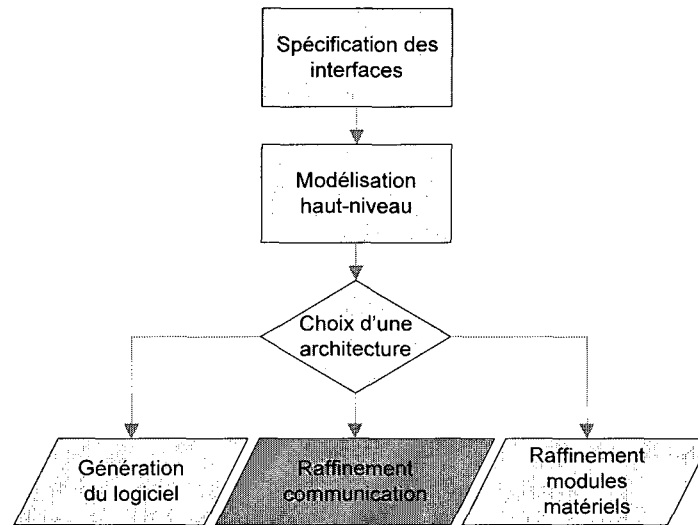 Spécification des
interfaces
Modélisation
haut-niveau
Choix d'une
architecture
Génération
du logiciel
Raffinement
communication
Raffinement
modules
matériels